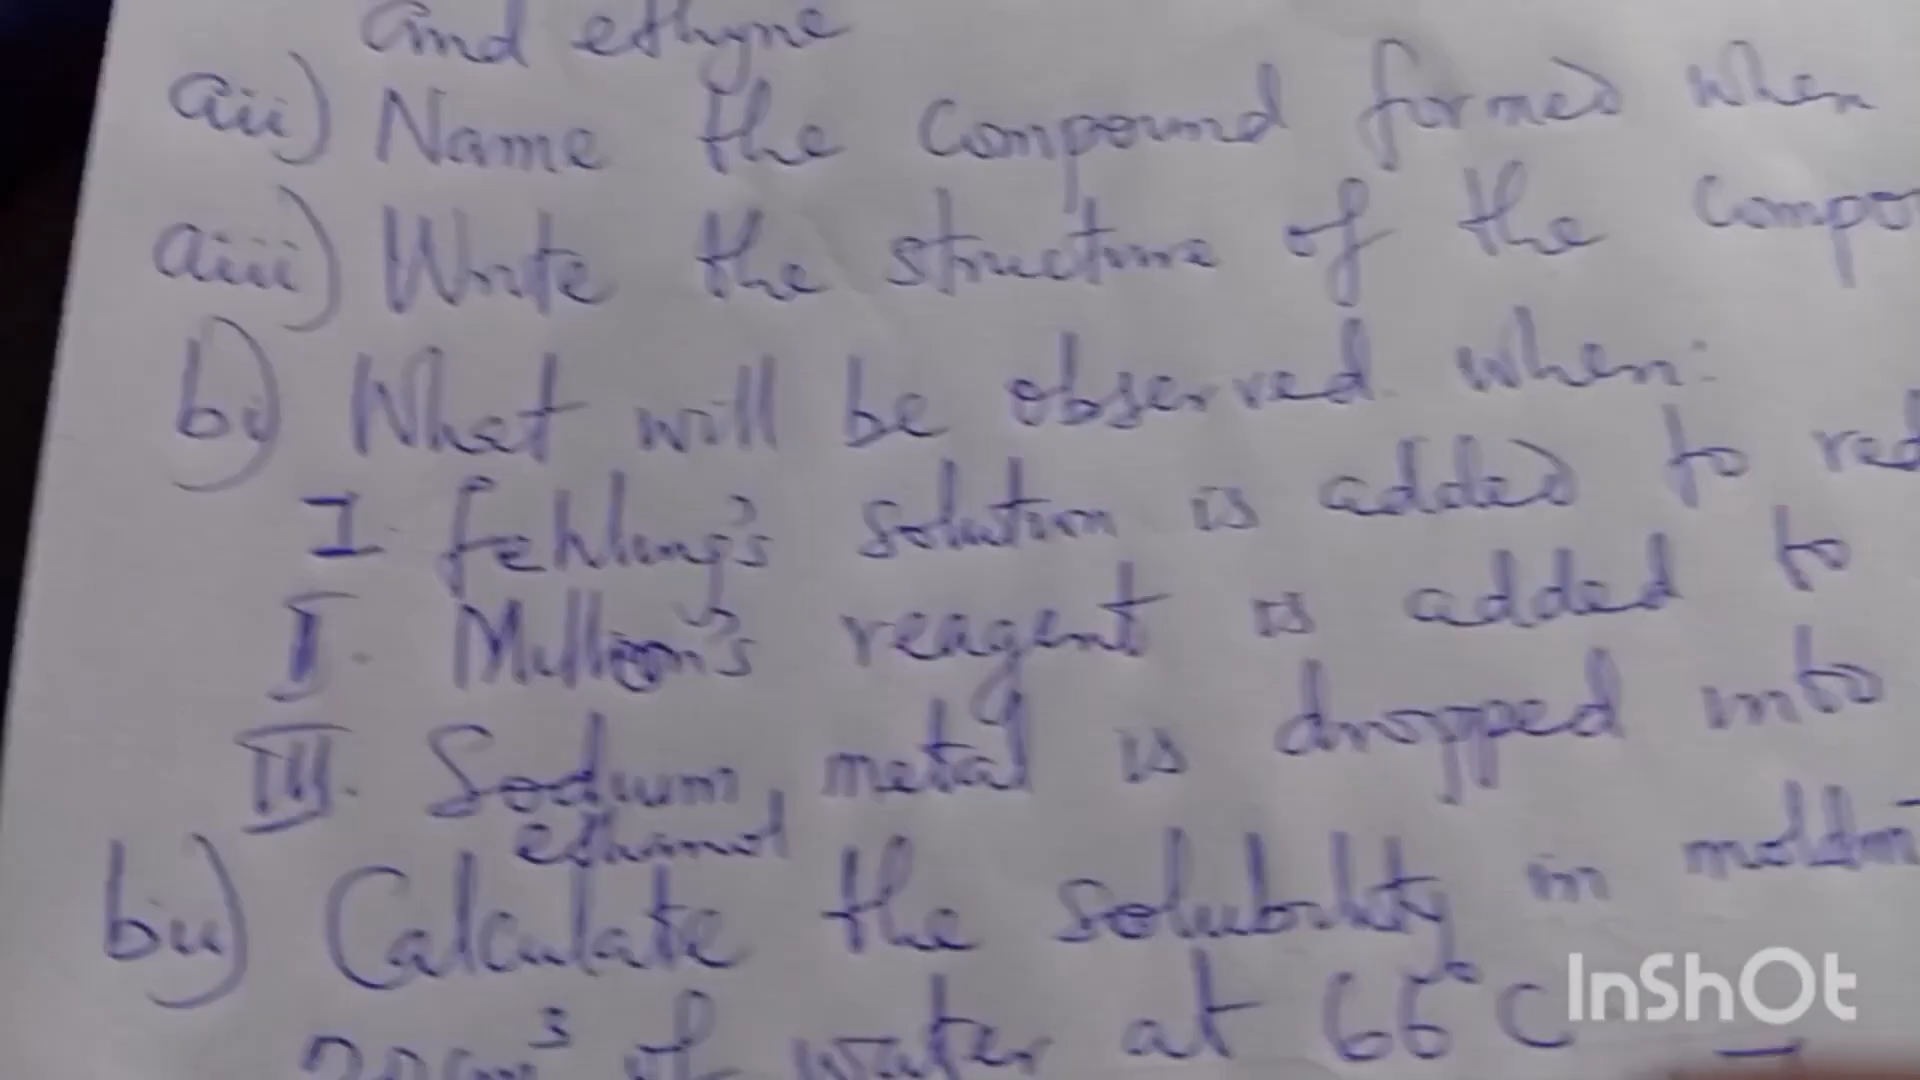 and ethyne
aii) Name the compound formed when
aiii) Write the structure of the compo
bi) What will be observed when:
I. Fehling's solution is added to red
II. Millon's reagent is added to
III. Sodium metal is dropped into
ethanol
bii) Calculate the solubility in
cm³ of water at 66°C
InShOt